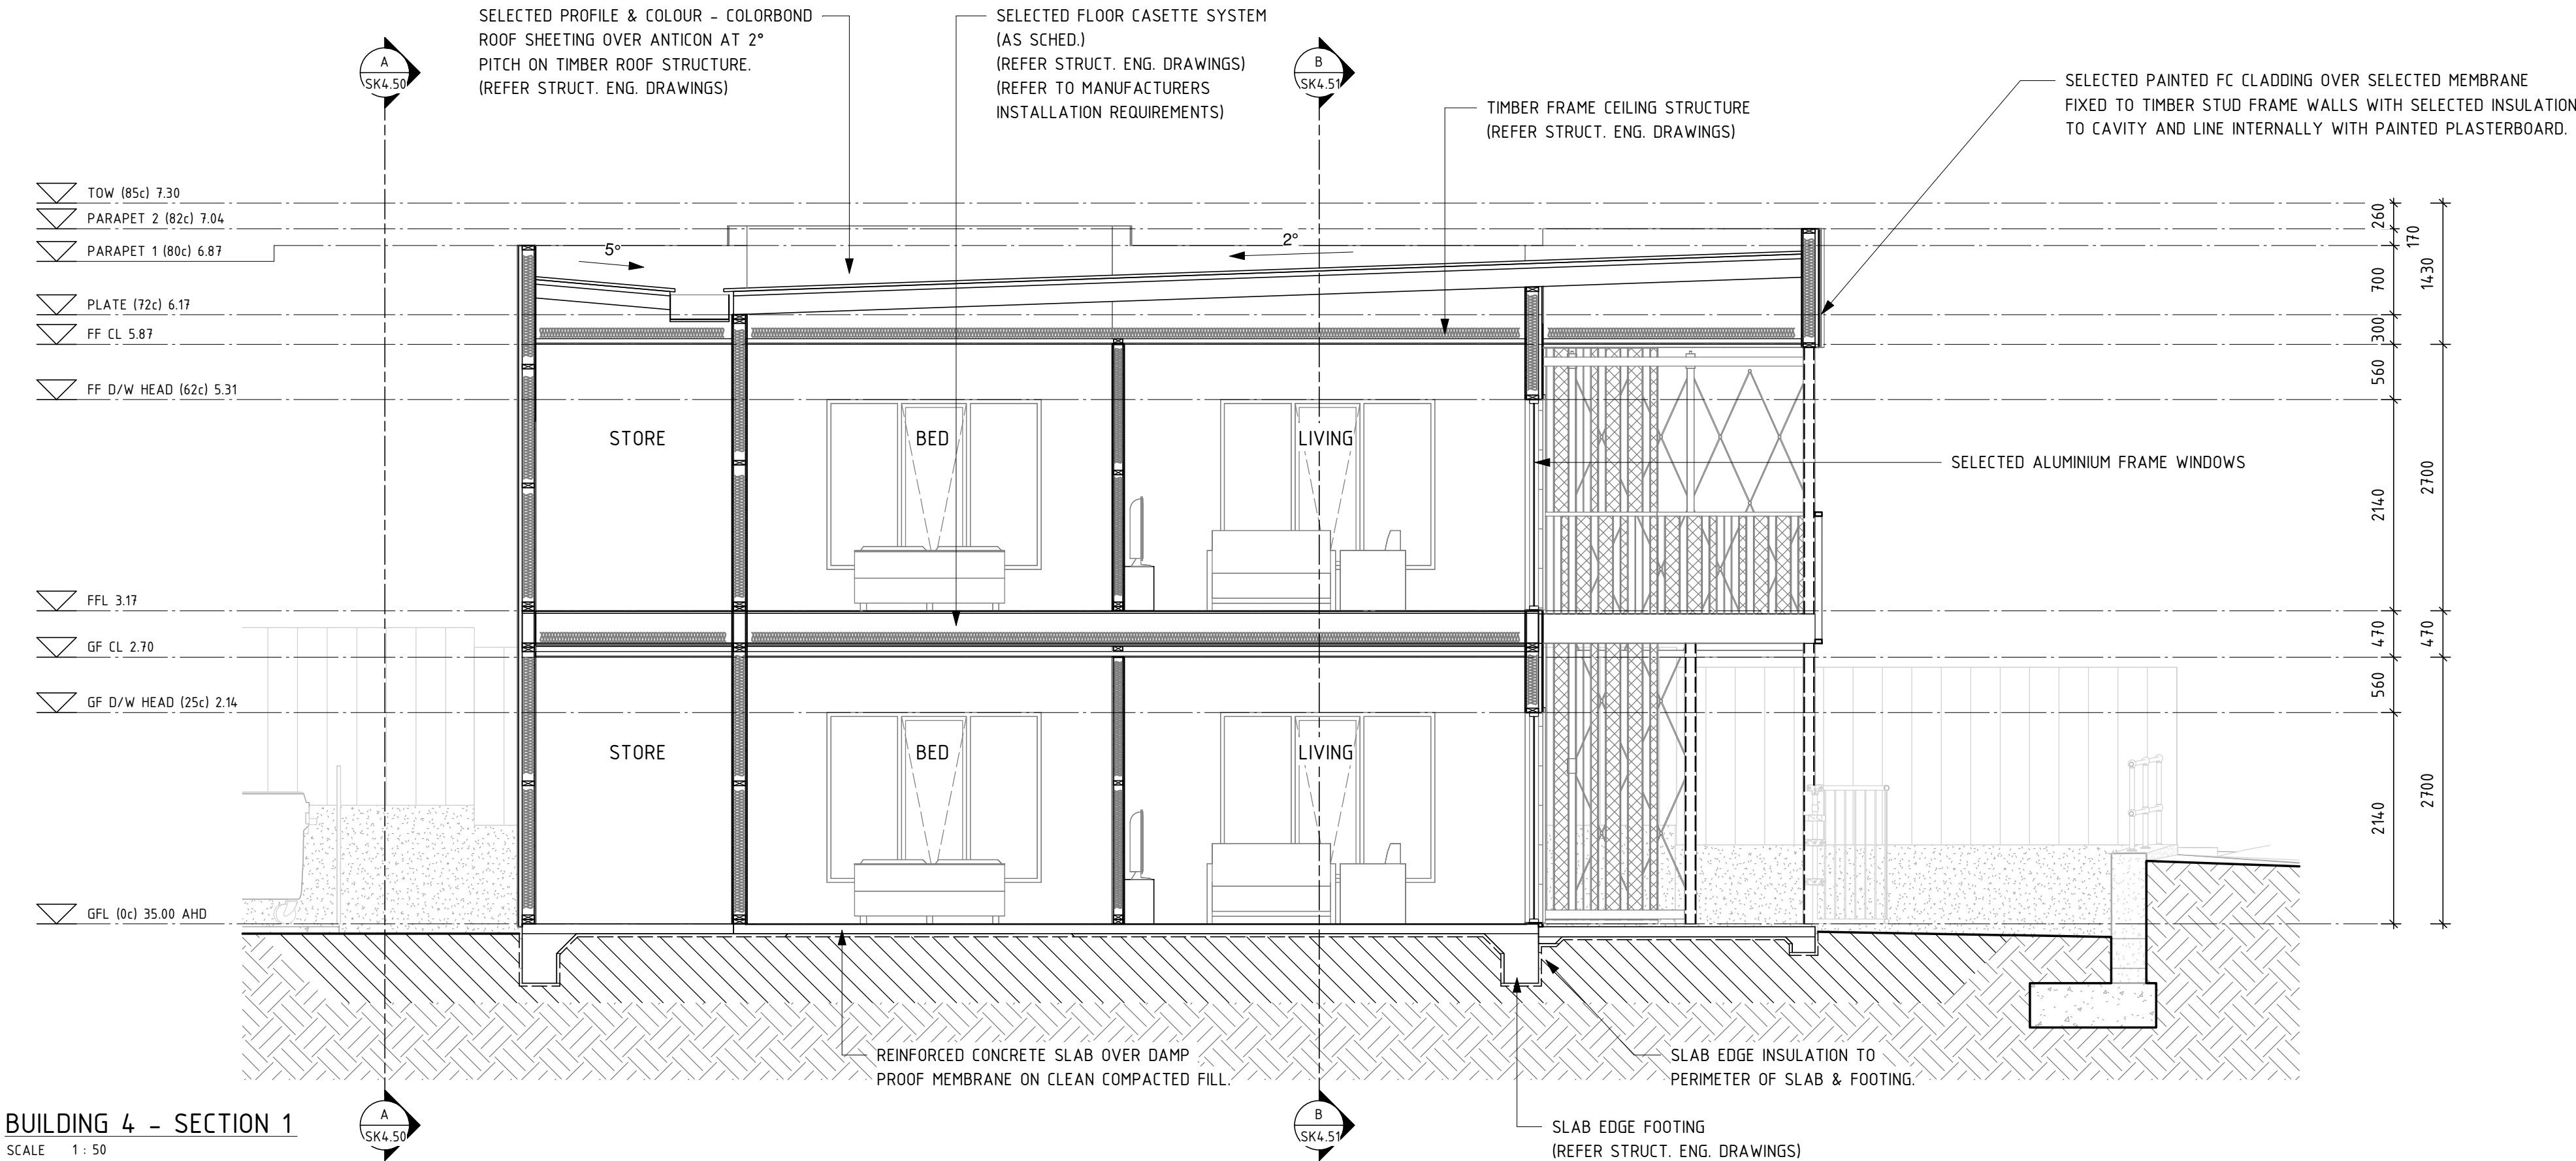 SELECTED PROFILE & COLOUR - COLORBOND
ROOF SHEETING OVER ANTICON AT 2°
PITCH ON TIMBER ROOF STRUCTURE.
(REFER STRUCT. ENG. DRAWINGS)
SELECTED FLOOR CASETTE SYSTEM
(AS SCHED.)
(REFER STRUCT. ENG. DRAWINGS)
(REFER TO MANUFACTURERS
INSTALLATION REQUIREMENTS)
TIMBER FRAME CEILING STRUCTURE
(REFER STRUCT. ENG. DRAWINGS)
SELECTED PAINTED FC CLADDING OVER SELECTED MEMBRANE
FIXED TO TIMBER STUD FRAME WALLS WITH SELECTED INSULATION
TO CAVITY AND LINE INTERNALLY WITH PAINTED PLASTERBOARD.
A
SK4.50
B
SK4.51
TOW (85c) 7.30
PARAPET 2 (82c) 7.04
PARAPET 1 (80c) 6.87
PLATE (72c) 6.17
FF CL 5.87
FF D/W HEAD (62c) 5.31
FFL 3.17
GF CL 2.70
GF D/W HEAD (25c) 2.14
GFL (0c) 35.00 AHD
5°
2°
STORE
BED
LIVING
SELECTED ALUMINIUM FRAME WINDOWS
STORE
BED
LIVING
260
170
700
1430
300
560
2140
2700
470
470
560
2140
2700
REINFORCED CONCRETE SLAB OVER DAMP
PROOF MEMBRANE ON CLEAN COMPACTED FILL.
SLAB EDGE INSULATION TO
PERIMETER OF SLAB & FOOTING.
SLAB EDGE FOOTING
(REFER STRUCT. ENG. DRAWINGS)
A
SK4.50
B
SK4.51
BUILDING 4 - SECTION 1
SCALE 1 : 50